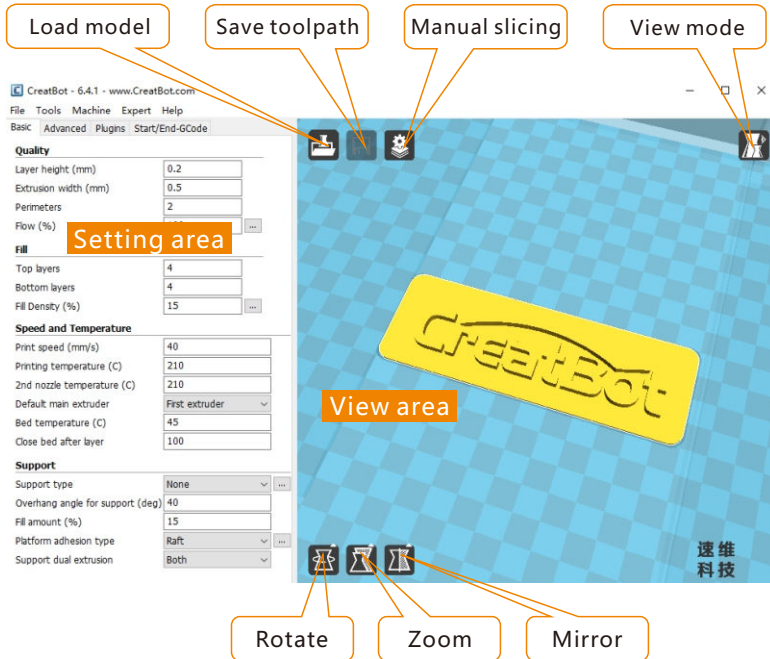 Load model
Save toolpath
Manual slicing
View mode
CreatBot - 6.4.1 - www.CreatBot.com
File Tools Machine Expert Help
Basic Advanced Plugins Start/End-GCode
Quality
Layer height (mm) 0.2
Extrusion width (mm) 0.5
Perimeters 2
Flow (%) ...
Setting area
Fill
Top layers 4
Bottom layers 4
Fill Density (%) 15 ...
Speed and Temperature
Print speed (mm/s) 40
Printing temperature (C) 210
2nd nozzle temperature (C) 210
Default main extruder First extruder
Bed temperature (C) 45
Close bed after layer 100
Support
Support type None ...
Overhang angle for support (deg) 40
Fill amount (%) 15
Platform adhesion type Raft ...
Support dual extrusion Both
CreatBot
View area
速维
科技
Rotate
Zoom
Mirror